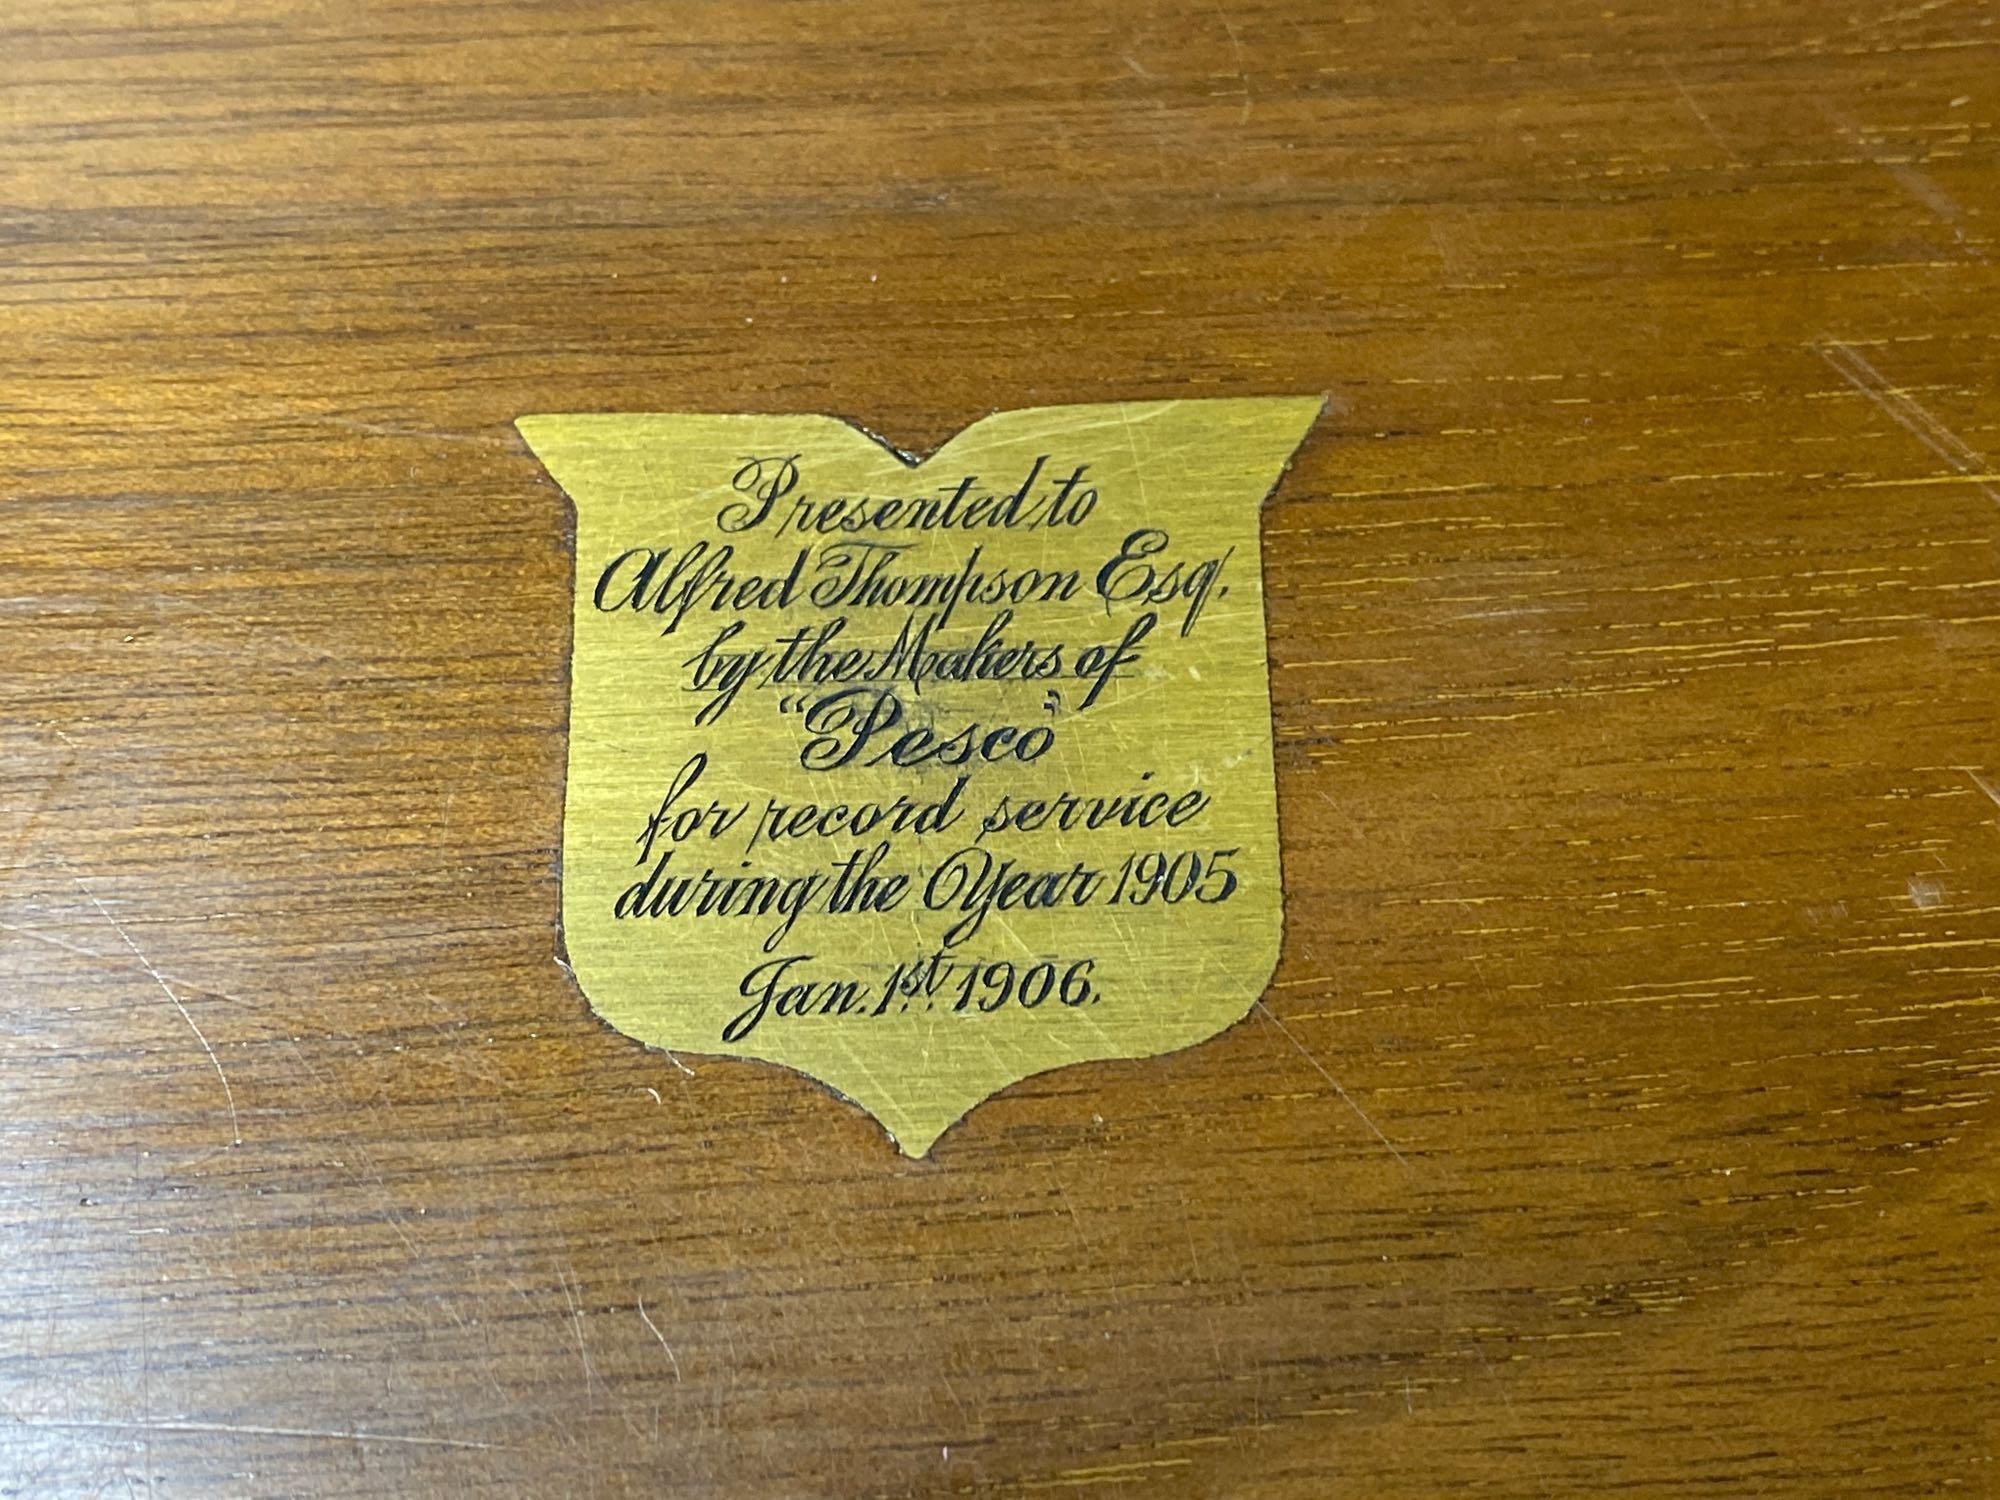 Presented to
Alfred Thompson Esq.
by the Makers of
"Pesco"
for record service
during the Year 1905
Jan. 1st. 1906.